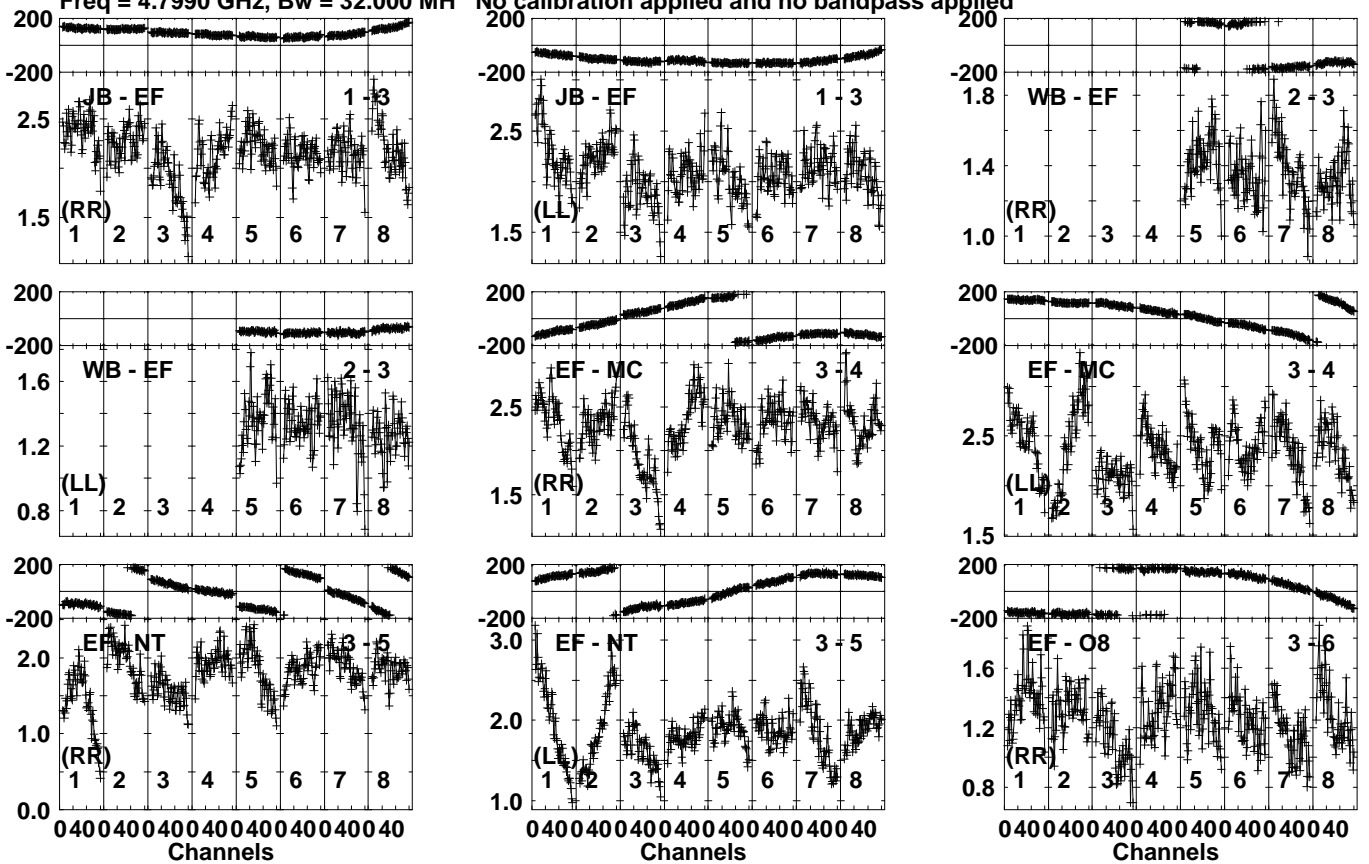 Freq = 4.7990 GHz, Bw = 32.000 MH No calibration applied and no bandpass applied
200
-200
JB - EF 1 - 3
2.5
1.5
(RR)
1 2 3 4 5 6 7 8
200
-200
JB - EF 1 - 3
2.5
1.5
(LL)
1 2 3 4 5 6 7 8
200
-200
WB - EF 2 - 3
1.8
1.4
1.0
(RR)
1 2 3 4 5 6 7 8
200
-200
WB - EF 2 - 3
1.6
1.2
0.8
(LL)
1 2 3 4 5 6 7 8
200
-200
EF - MC 3 - 4
2.5
1.5
(RR)
1 2 3 4 5 6 7 8
200
-200
EF - MC 3 - 4
2.5
1.5
(LL)
1 2 3 4 5 6 7 8
200
-200
EF - NT 3 - 5
2.0
1.0
0.0
(RR)
1 2 3 4 5 6 7 8
0 40 0 40 0 40 0 40 0 40 0 40 0 40 0 40
Channels
200
-200
EF - NT 3 - 5
3.0
2.0
1.0
(LL)
1 2 3 4 5 6 7 8
0 40 0 40 0 40 0 40 0 40 0 40 0 40 0 40
Channels
200
-200
EF - O8 3 - 6
1.6
1.2
0.8
(RR)
1 2 3 4 5 6 7 8
0 40 0 40 0 40 0 40 0 40 0 40 0 40 0 40
Channels